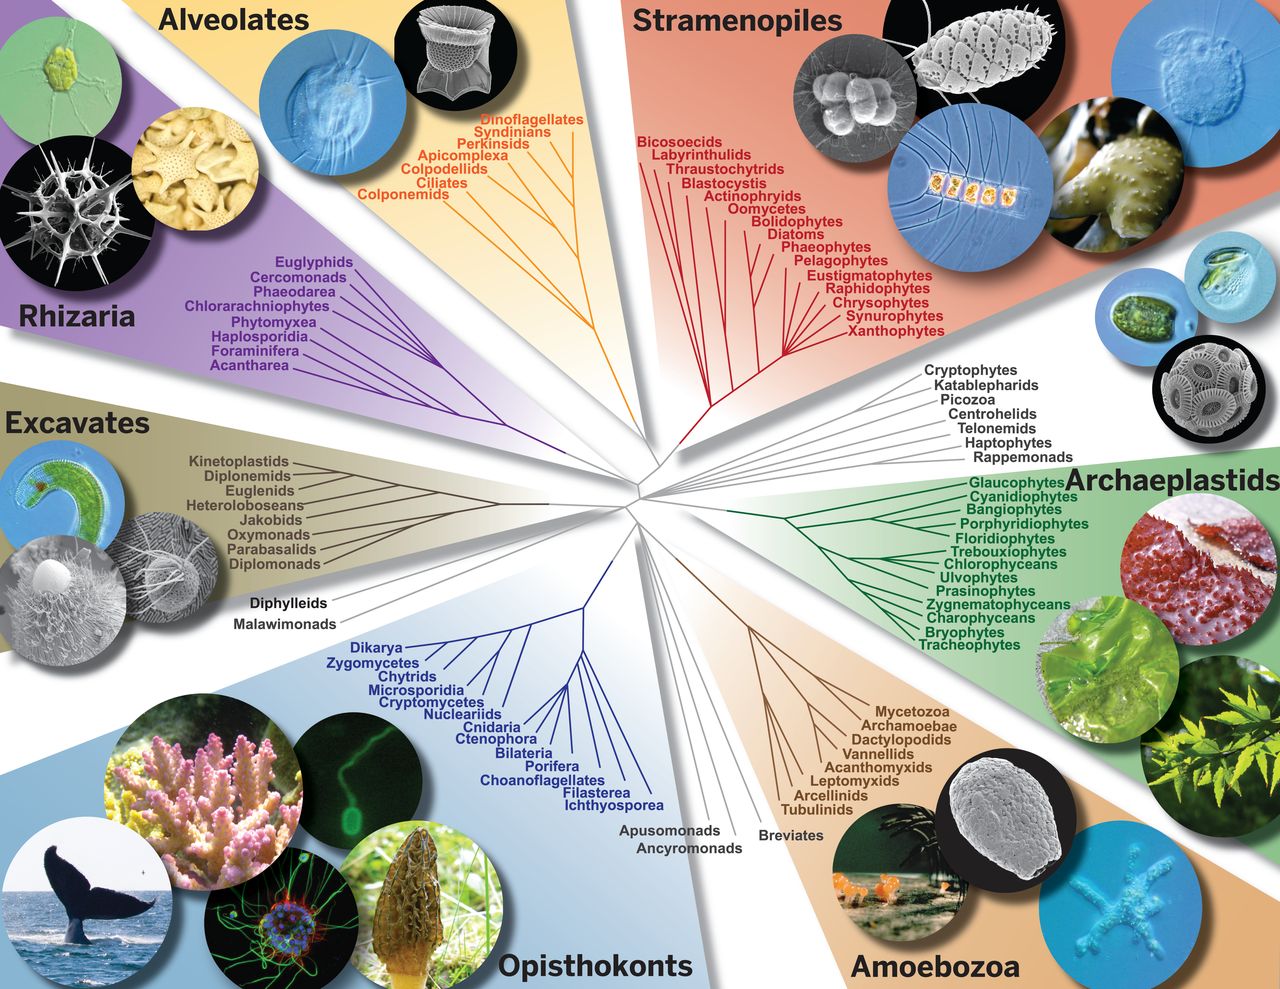 Alveolates
Dinoflagellates
Syndinians
Perkinsids
Apicomplexa
Colpodellids
Ciliates
Colponemids
Stramenopiles
Bicosoecids
Labyrinthulids
Thraustochytrids
Blastocystis
Actinophryids
Oomycetes
Bolidophytes
Diatoms
Phaeophytes
Pelagophytes
Eustigmatophytes
Raphidophytes
Chrysophytes
Synurophytes
Xanthophytes
Rhizaria
Euglyphids
Cercomonads
Phaeodarea
Chlorarachniophytes
Phytomyxea
Haplosporidia
Foraminifera
Acantharea
Cryptophytes
Katablepharids
Picozoa
Centrohelids
Telonemids
Haptophytes
Rappemonads
Excavates
Kinetoplastids
Diplonemids
Euglenids
Heteroloboseans
Jakobids
Oxymonads
Parabasalids
Diplomonads
Diphylleids
Malawimonads
Archaeplastids
Glaucophytes
Cyanidiophytes
Bangiophytes
Porphyridiophytes
Floridiophytes
Trebouxiophytes
Chlorophyceans
Ulvophytes
Prasinophytes
Zygnematophyceans
Charophyceans
Bryophytes
Tracheophytes
Dikarya
Zygomycetes
Chytrids
Microsporidia
Cryptomycetes
Nucleariids
Cnidaria
Ctenophora
Bilateria
Porifera
Choanoflagellates
Filasterea
Ichthyosporea
Opisthokonts
Apusomonads
Ancyromonads
Breviates
Mycetozoa
Archamoebae
Dactylopodids
Vannellids
Acanthomyxids
Leptomyxids
Arcellinids
Tubulinids
Amoebozoa